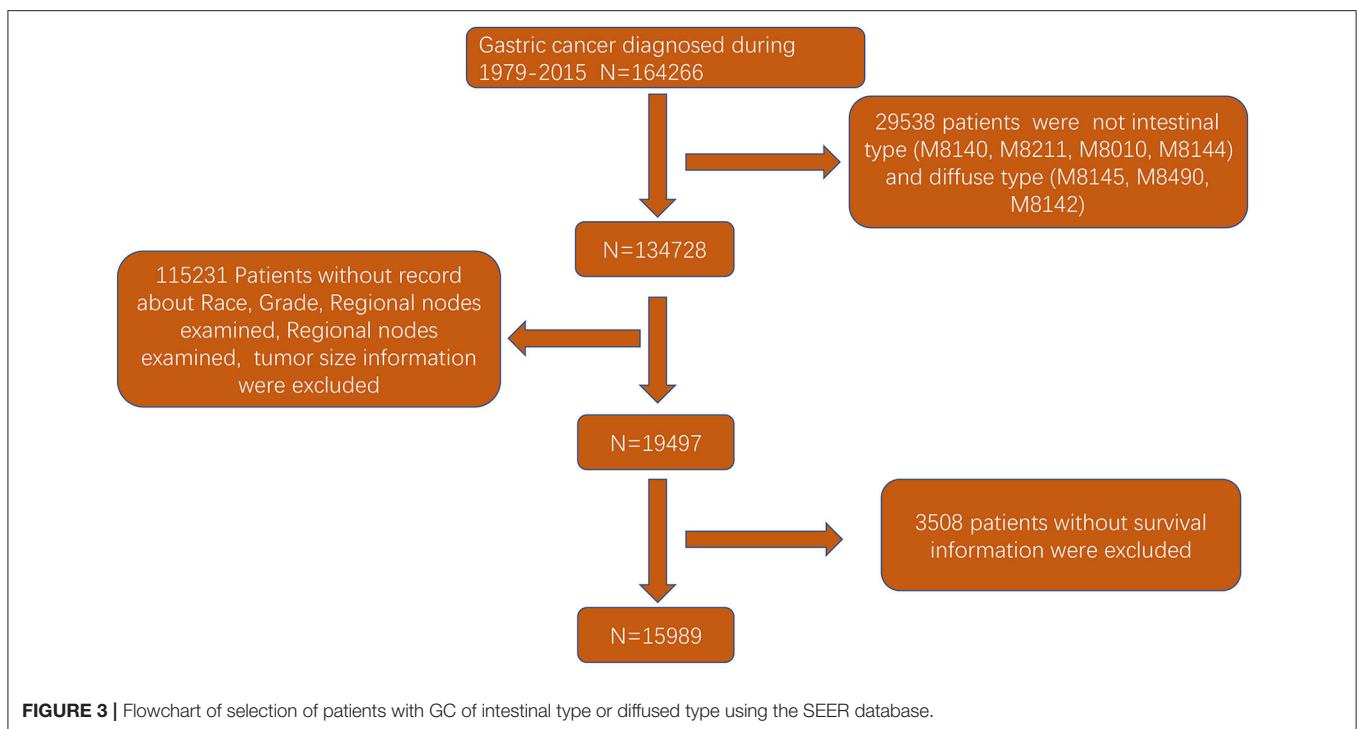 Gastric cancer diagnosed during
1979-2015 N=164266
29538 patients were not intestinal
type (M8140, M8211, M8010, M8144)
and diffuse type (M8145, M8490,
M8142)
N=134728
115231 Patients without record
about Race, Grade, Regional nodes
examined, Regional nodes
examined, tumor size information
were excluded
N=19497
3508 patients without survival
information were excluded
N=15989
FIGURE 3 | Flowchart of selection of patients with GC of intestinal type or diffused type using the SEER database.